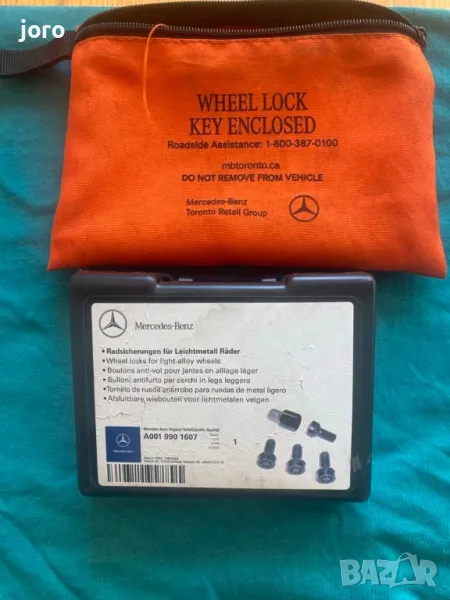 joro
WHEEL LOCK
KEY ENCLOSED
Roadside Assistance: 1-800-387-0100
mbtoronto.ca
DO NOT REMOVE FROM VEHICLE
Mercedes-Benz
Toronto Retail Group
Mercedes-Benz
• Radsicherungen für Leichtmetall Räder
• Wheel locks for light-alloy wheels
• Boulons anti-vol pour jantes en alliage léger
• Bulloni antifurto per cerchi in lega leggera
• Tornillo de rueda antirrobo para ruedas de metal ligero
• Afsluitbare wielbouten voor lichtmetalen velgen
A001 990 1607
1
BAZAR